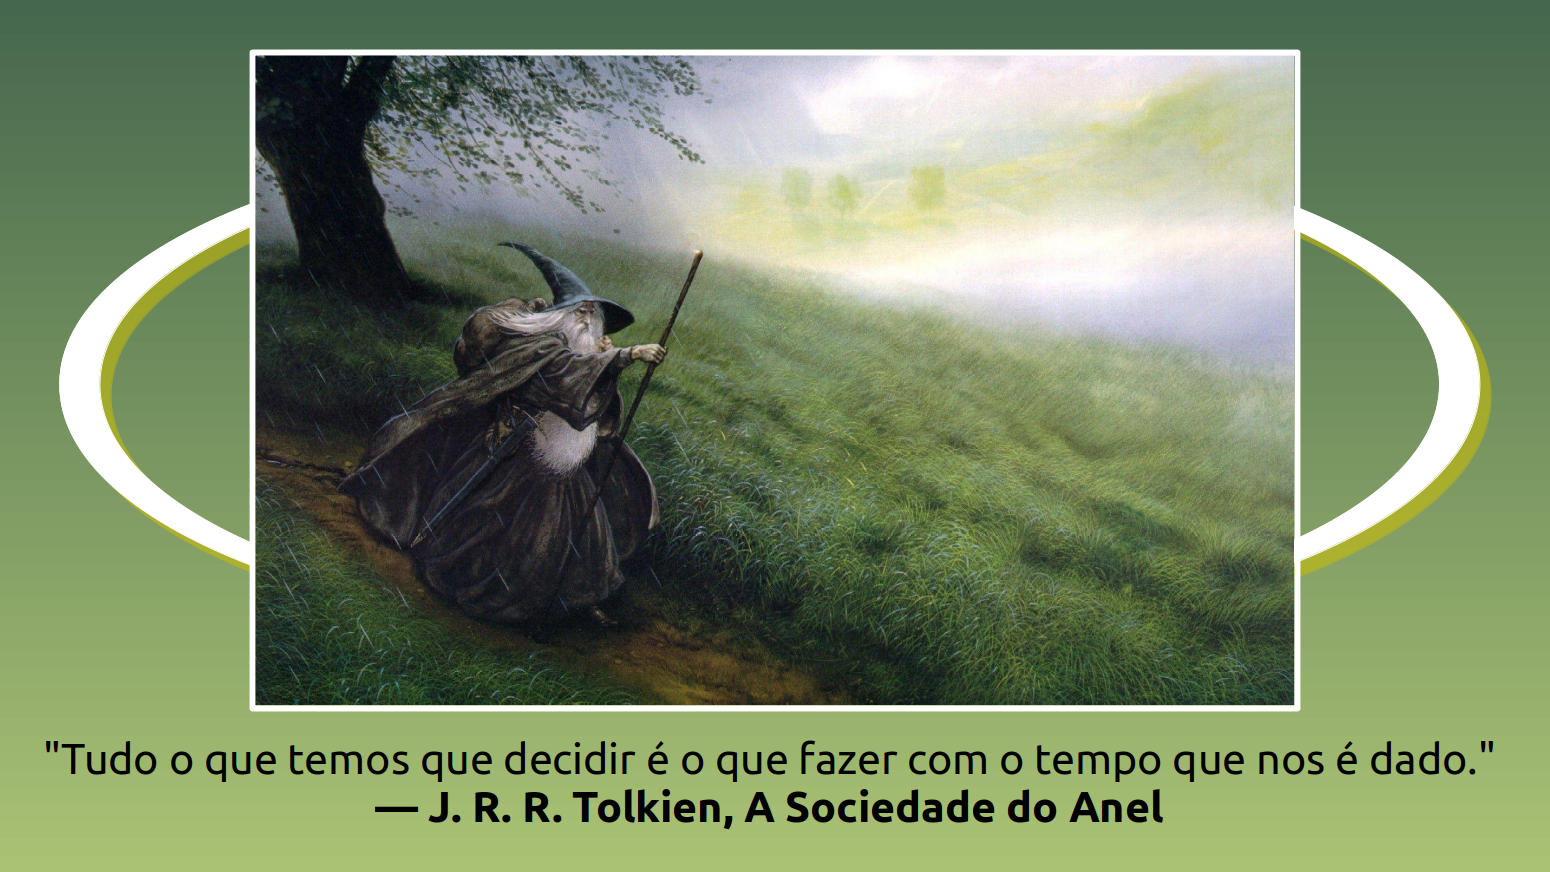 "Tudo o que temos que decidir é o que fazer com o tempo que nos é dado."
— J. R. R. Tolkien, A Sociedade do Anel